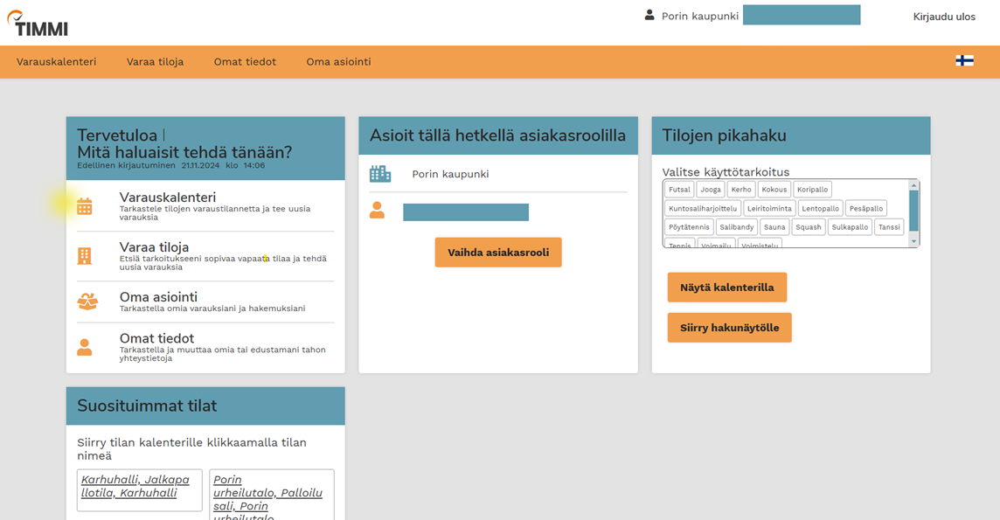 TIMMI
Porin kaupunki
Kirjaudu ulos
Varauskalenteri
Varaa tiloja
Omat tiedot
Oma asiointi
Tervetuloa |
Mitä haluaisit tehdä tänään?
Edellinen kirjautuminen 21.11.2024 klo 14:06
Varauskalenteri
Tarkastele tilojen varaustilannetta ja tee uusia
varauksia
Varaa tiloja
Etsiä tarkoitukseeni sopivaa vapaata tilaa ja tehdä
uusia varauksia
Oma asiointi
Tarkastella omia varauksiani ja hakemuksiani
Omat tiedot
Tarkastella ja muuttaa omia tai edustamani tahon
yhteystietoja
Asioit tällä hetkellä asiakasroolilla
Porin kaupunki
Vaihda asiakasrooli
Tilojen pikahaku
Valitse käyttötarkoitus
Futsal Jooga Kerho Kokous Koripallo
Kuntosaliharjoittelu Leiritoiminta Lentopallo Pesäpallo
Pöytätennis Salibandy Sauna Squash Sulkapallo Tanssi
Tennis Voimailu Voimistelu
Näytä kalenterilla
Siirry hakunäytölle
Suosituimmat tilat
Siirry tilan kalenterille klikkaamalla tilan
nimeä
Karhuhalli, Jalkapa
llotila, Karhuhalli
Porin
urheilutalo, Palloilu
sali, Porin
urheilutalo